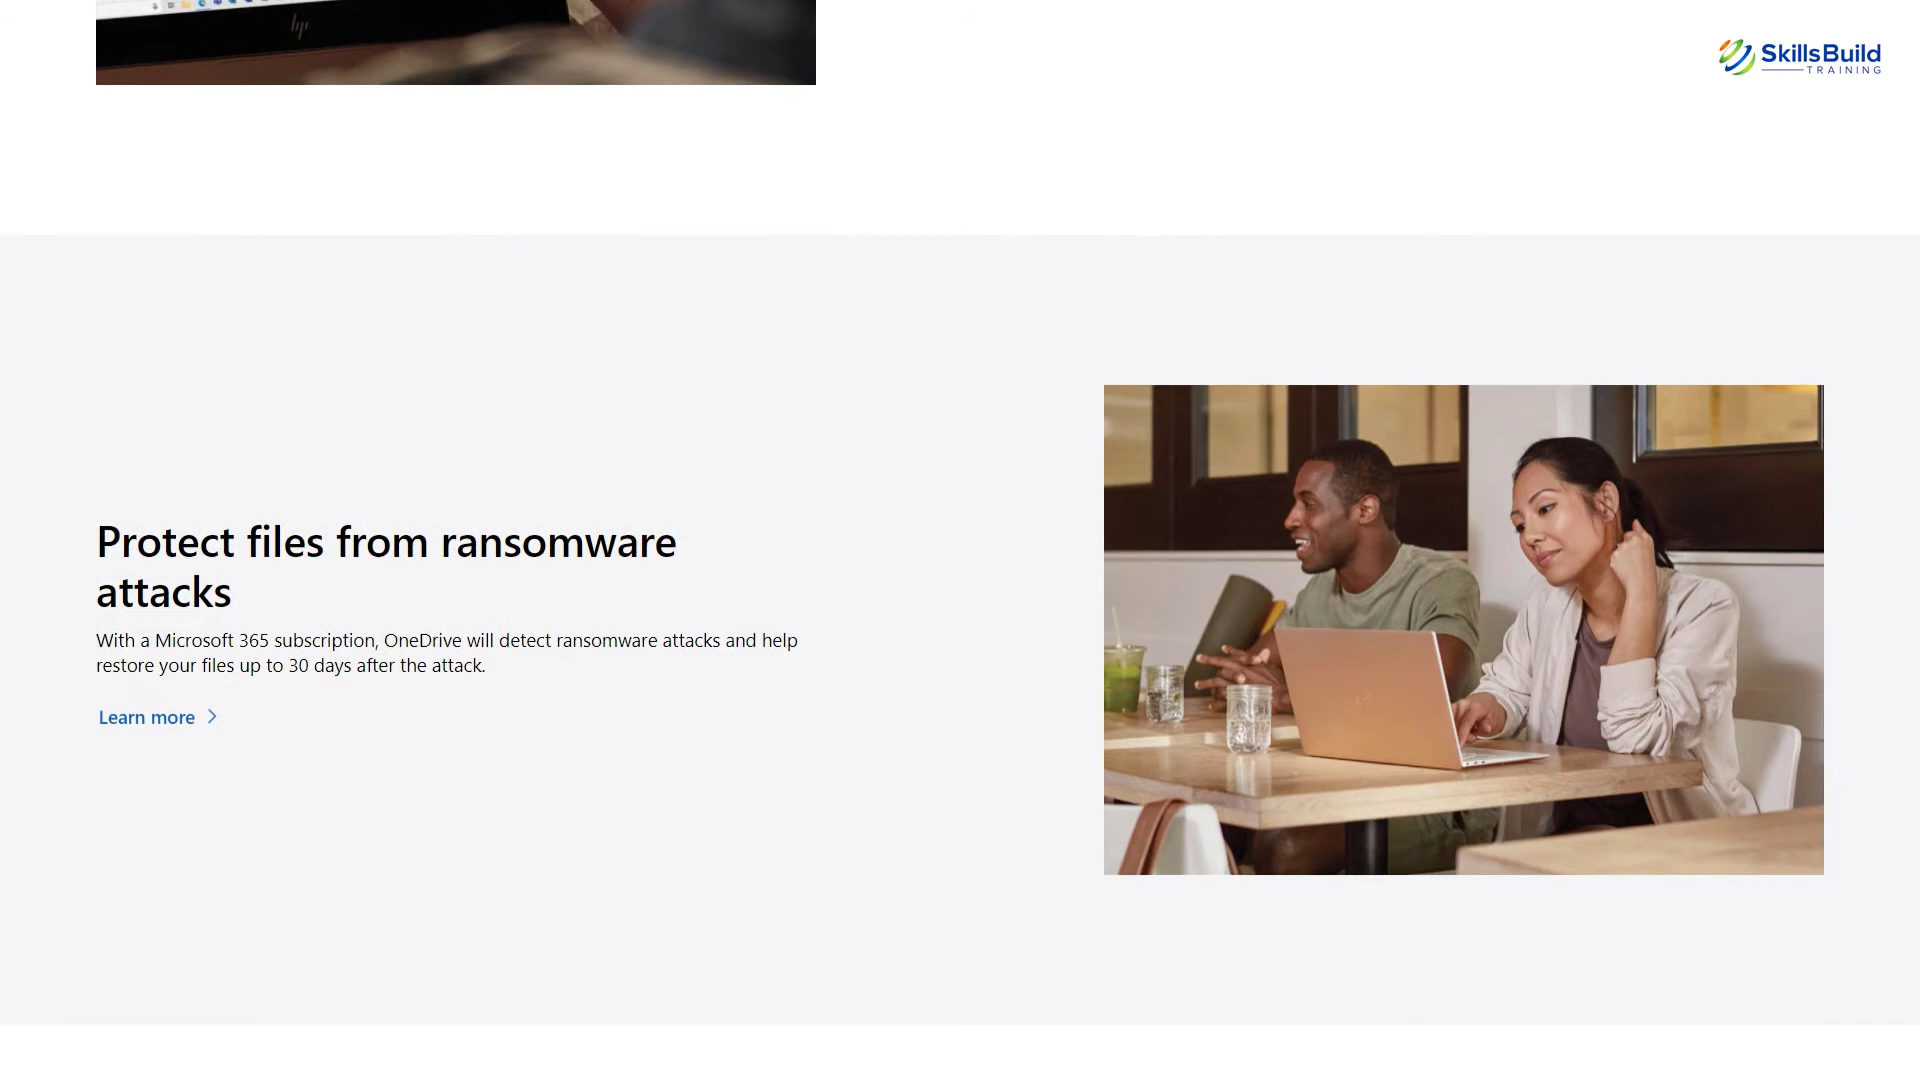 hp
SkillsBuild
TRAINING
Protect files from ransomware
attacks
With a Microsoft 365 subscription, OneDrive will detect ransomware attacks and help
restore your files up to 30 days after the attack.
Learn more